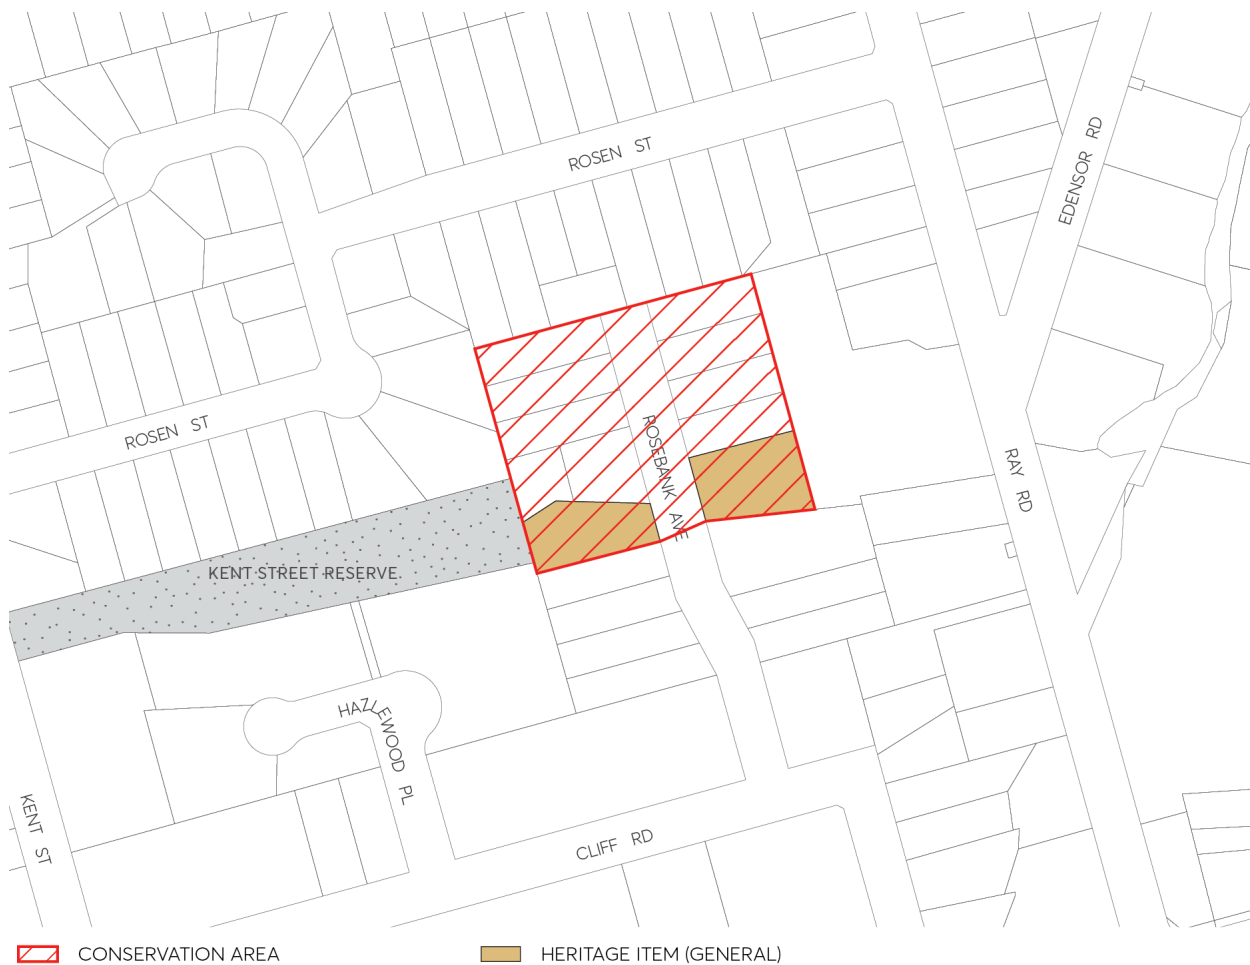 ROSEN ST
EDENSOR RD
ROSEN ST
ROSEBANK AVE
RAY RD
KENT STREET RESERVE
HAZLEWOOD PL
KENT ST
CLIFF RD
CONSERVATION AREA
HERITAGE ITEM (GENERAL)